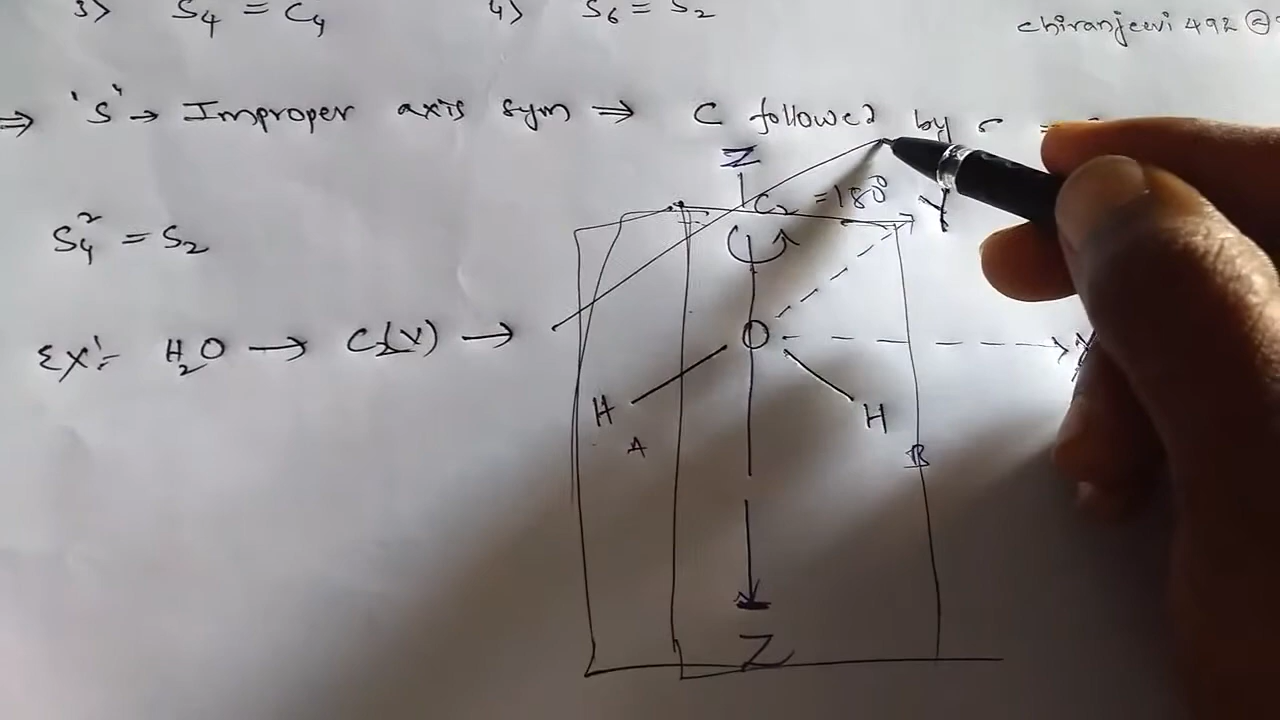 3) S₄ = C₄ 4) S₆ = S₂
chiranjeevi 492 @
⇒ 'S' → Improper axis sym ⇒ C followed by σ =
Z
C₂ = 180° Y
S₄² = S₂
Ex:- H₂O → C₂(V) → O X
H H
A B
Z